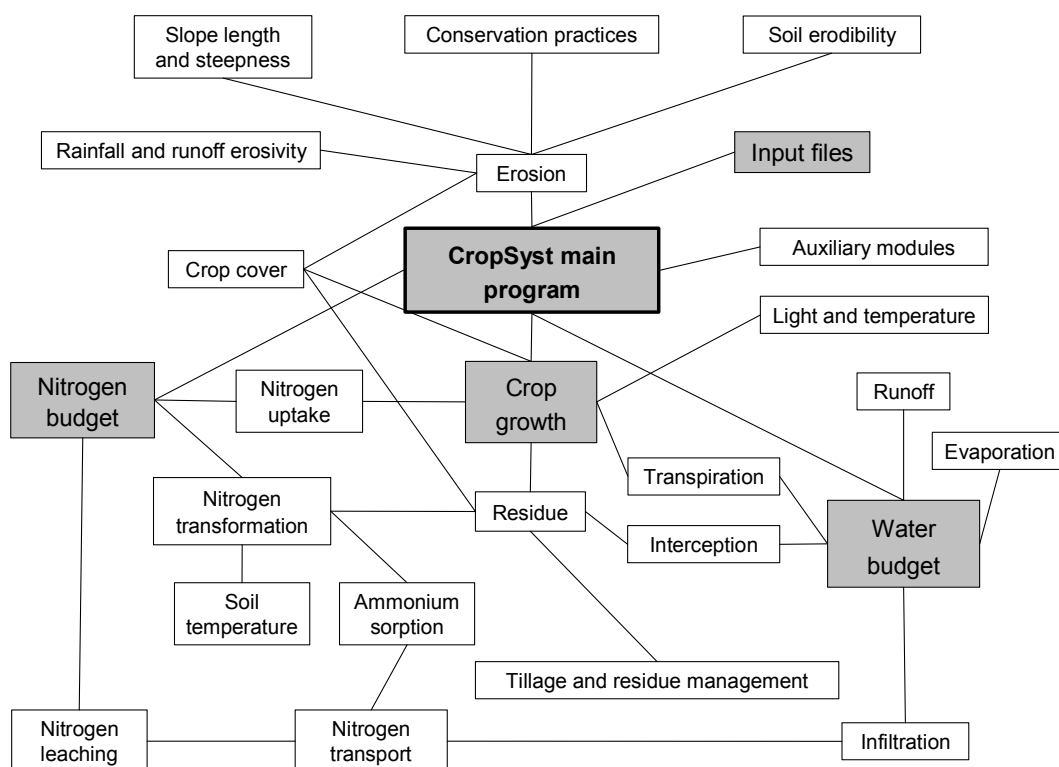 Slope length
and steepness
Conservation practices
Soil erodibility
Rainfall and runoff erosivity
Erosion
Input files
Crop cover
CropSyst main
program
Auxiliary modules
Light and temperature
Nitrogen
budget
Nitrogen
uptake
Crop
growth
Runoff
Evaporation
Transpiration
Nitrogen
transformation
Residue
Interception
Water
budget
Soil
temperature
Ammonium
sorption
Tillage and residue management
Nitrogen
leaching
Nitrogen
transport
Infiltration